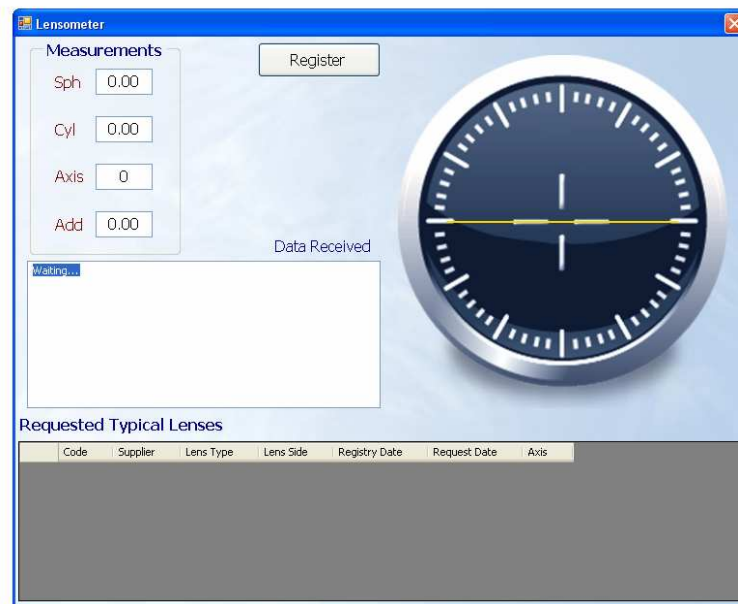 Lensometer
Measurements
Register
Sph 0.00
Cyl 0.00
Axis 0
Add 0.00
Data Received
Waiting...
Requested Typical Lenses
Code Supplier Lens Type Lens Side Registry Date Request Date Axis